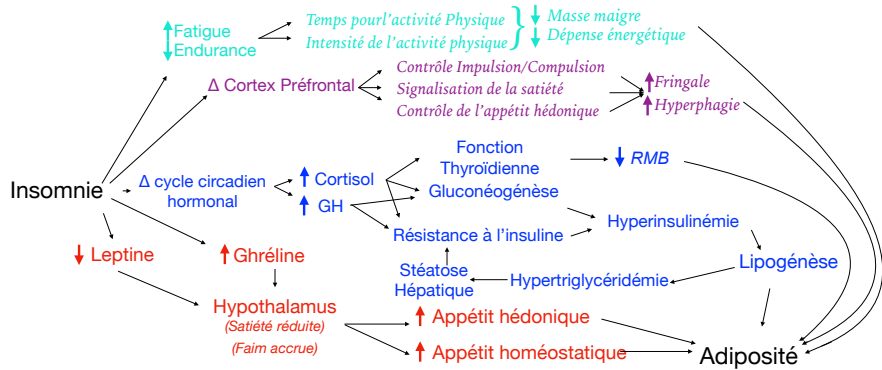 Fatigue
Endurance
Temps pourl'activité Physique
Intensité de l'activité physique
Masse maigre
Dépense énergétique
Δ Cortex Préfrontal
Contrôle Impulsion/Compulsion
Signalisation de la satiété
Contrôle de l'appétit hédonique
Fringale
Hyperphagie
Insomnie
Δ cycle circadien
hormonal
Cortisol
GH
Fonction
Thyroïdienne
Gluconéogénèse
RMB
Résistance à l'insuline
Hyperinsulinémie
Lipogénèse
Hypertriglycéridémie
Stéatose
Hépatique
Leptine
Ghréline
Hypothalamus
(Satiété réduite)
(Faim accrue)
Appétit hédonique
Appétit homéostatique
Adiposité